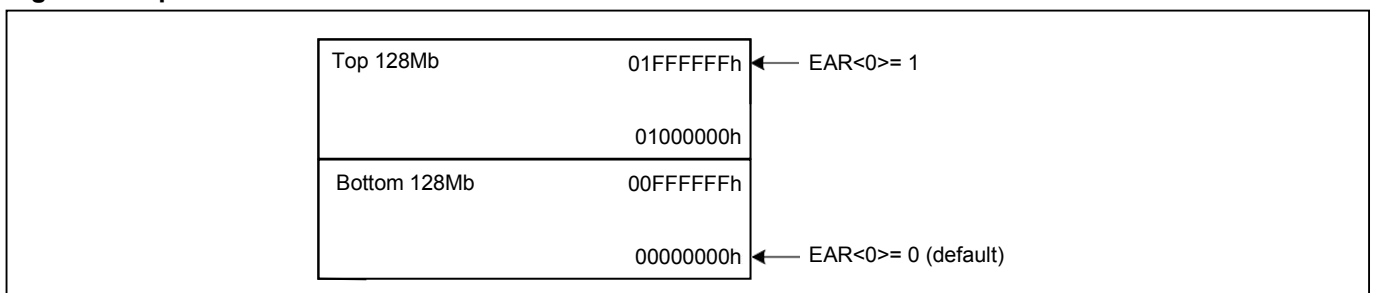 Top 128Mb 01FFFFFFh EAR<0>= 1
01000000h
Bottom 128Mb 00FFFFFFh
00000000h EAR<0>= 0 (default)